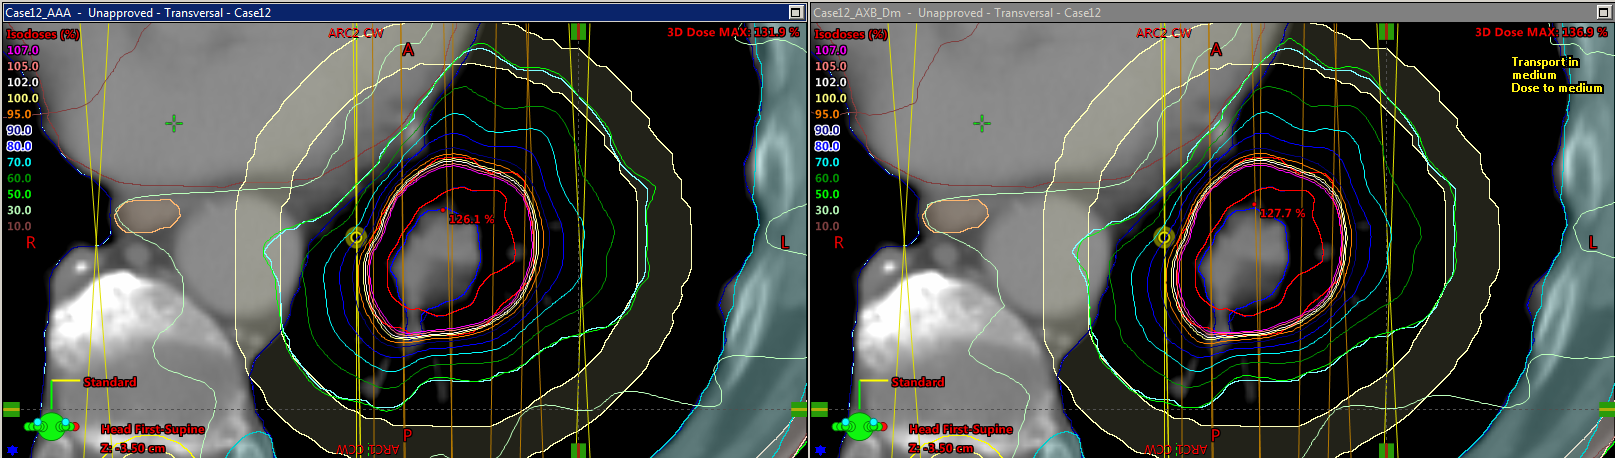 Case12_AAA - Unapproved - Transversal - Case12
Isodoses (%)
107.0
105.0
102.0
100.0
95.0
90.0
80.0
70.0
60.0
50.0
30.0
10.0
ARC2 CW
3D Dose MAX: 131.9 %
A
R
126.1 %
Standard
Head First-Supine
Z: -3.50 cm
P
ARC1 CCW
Case12_AXB_Dm - Unapproved - Transversal - Case12
Isodoses (%)
107.0
105.0
102.0
100.0
95.0
90.0
80.0
70.0
60.0
50.0
30.0
10.0
ARC2 CW
3D Dose MAX: 136.9 %
Transport in
medium
Dose to medium
A
R
127.7 %
L
Standard
Head First-Supine
Z: -3.50 cm
P
ARC1 CCW
L